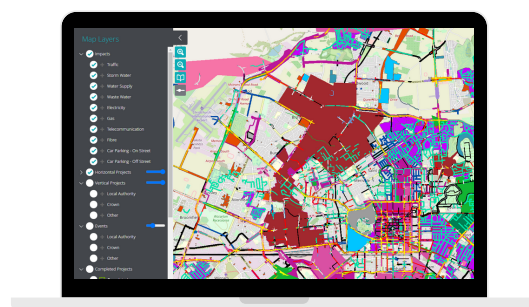 Map Layers
Impacts
Traffic
Storm Water
Water Supply
Waste Water
Electricity
Gas
Telecommunication
Fibre
Car Parking - On Street
Car Parking - Off Street
Horizontal Projects
Vertical Projects
Local Authority
Crown
Other
Events
Local Authority
Crown
Other
Completed Projects